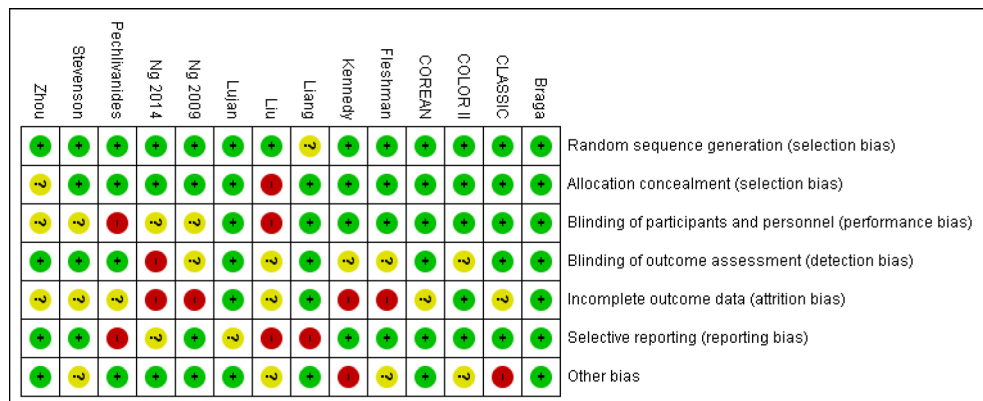 Zhou
Stevenson
Pechlivanides
Ng 2014
Ng 2009
Lujan
Liu
Liang
Kennedy
Fleshman
COREAN
COLOR II
CLASSIC
Braga
+ + + + + + + ? + + + + + + Random sequence generation (selection bias)
? + + + + + - + + + + + + + Allocation concealment (selection bias)
? ? - ? ? + - + + + + + + + Blinding of participants and personnel (performance bias)
+ + + - ? + ? + ? ? + ? + + Blinding of outcome assessment (detection bias)
? ? ? - - + ? + - - ? + ? + Incomplete outcome data (attrition bias)
+ + - ? + ? - - + + + + + + Selective reporting (reporting bias)
+ ? + + + + ? + - ? + ? - + Other bias